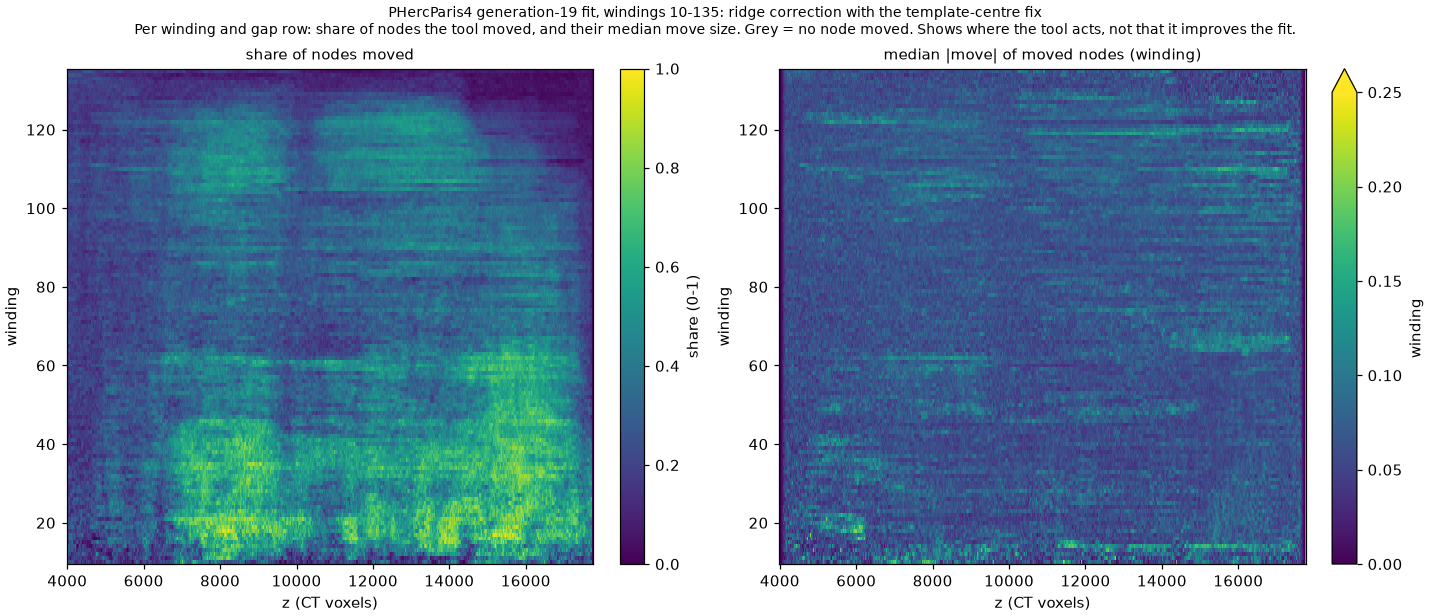 PHercParis4 generation-19 fit, windings 10-135: ridge correction with the template-centre fix
Per winding and gap row: share of nodes the tool moved, and their median move size. Grey = no node moved. Shows where the tool acts, not that it improves the fit.
share of nodes moved
winding
120
100
80
60
40
20
4000 6000 8000 10000 12000 14000 16000
z (CT voxels)
1.0
0.8
0.6
0.4
0.2
0.0
share (0-1)
median |move| of moved nodes (winding)
winding
120
100
80
60
40
20
4000 6000 8000 10000 12000 14000 16000
z (CT voxels)
0.25
0.20
0.15
0.10
0.05
0.00
winding